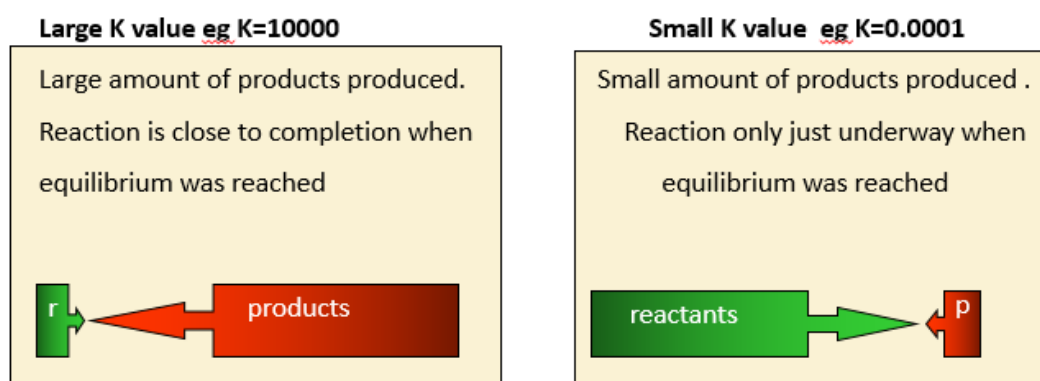 Large K value eg K=10000
Large amount of products produced.
Reaction is close to completion when
equilibrium was reached
r
products
Small K value eg K=0.0001
Small amount of products produced .
Reaction only just underway when
equilibrium was reached
reactants
p